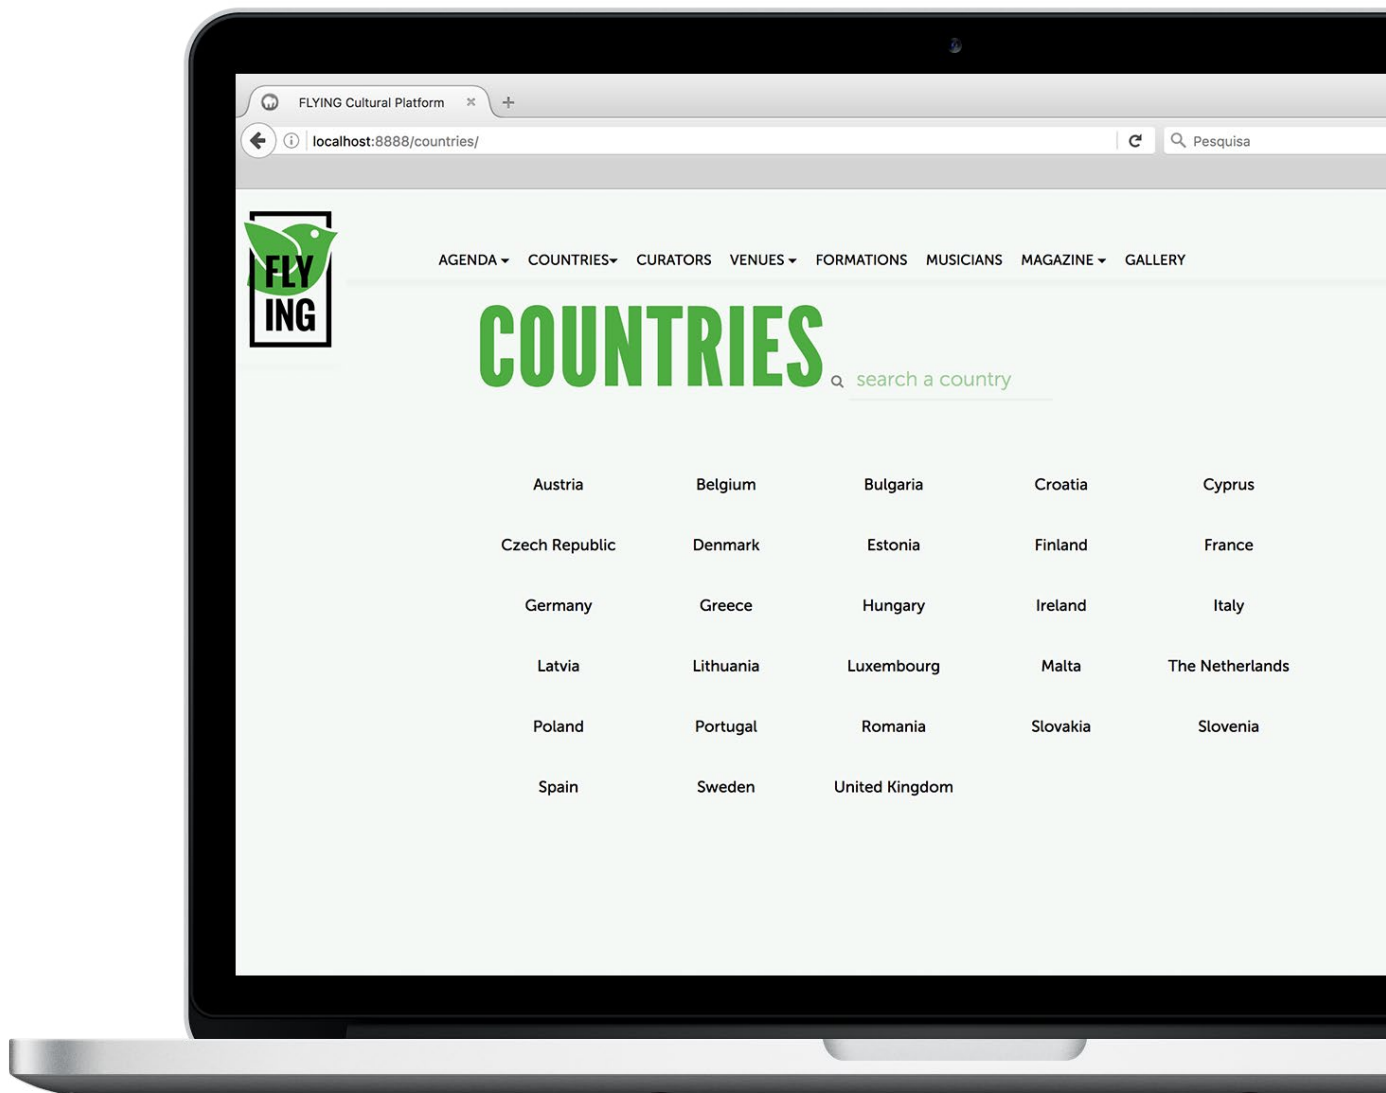 FLYING Cultural Platform
localhost:8888/countries/
Pesquisa
FLY
ING
AGENDA COUNTRIES CURATORS VENUES FORMATIONS MUSICIANS MAGAZINE GALLERY
COUNTRIES
search a country
Austria Belgium Bulgaria Croatia Cyprus
Czech Republic Denmark Estonia Finland France
Germany Greece Hungary Ireland Italy
Latvia Lithuania Luxembourg Malta The Netherlands
Poland Portugal Romania Slovakia Slovenia
Spain Sweden United Kingdom